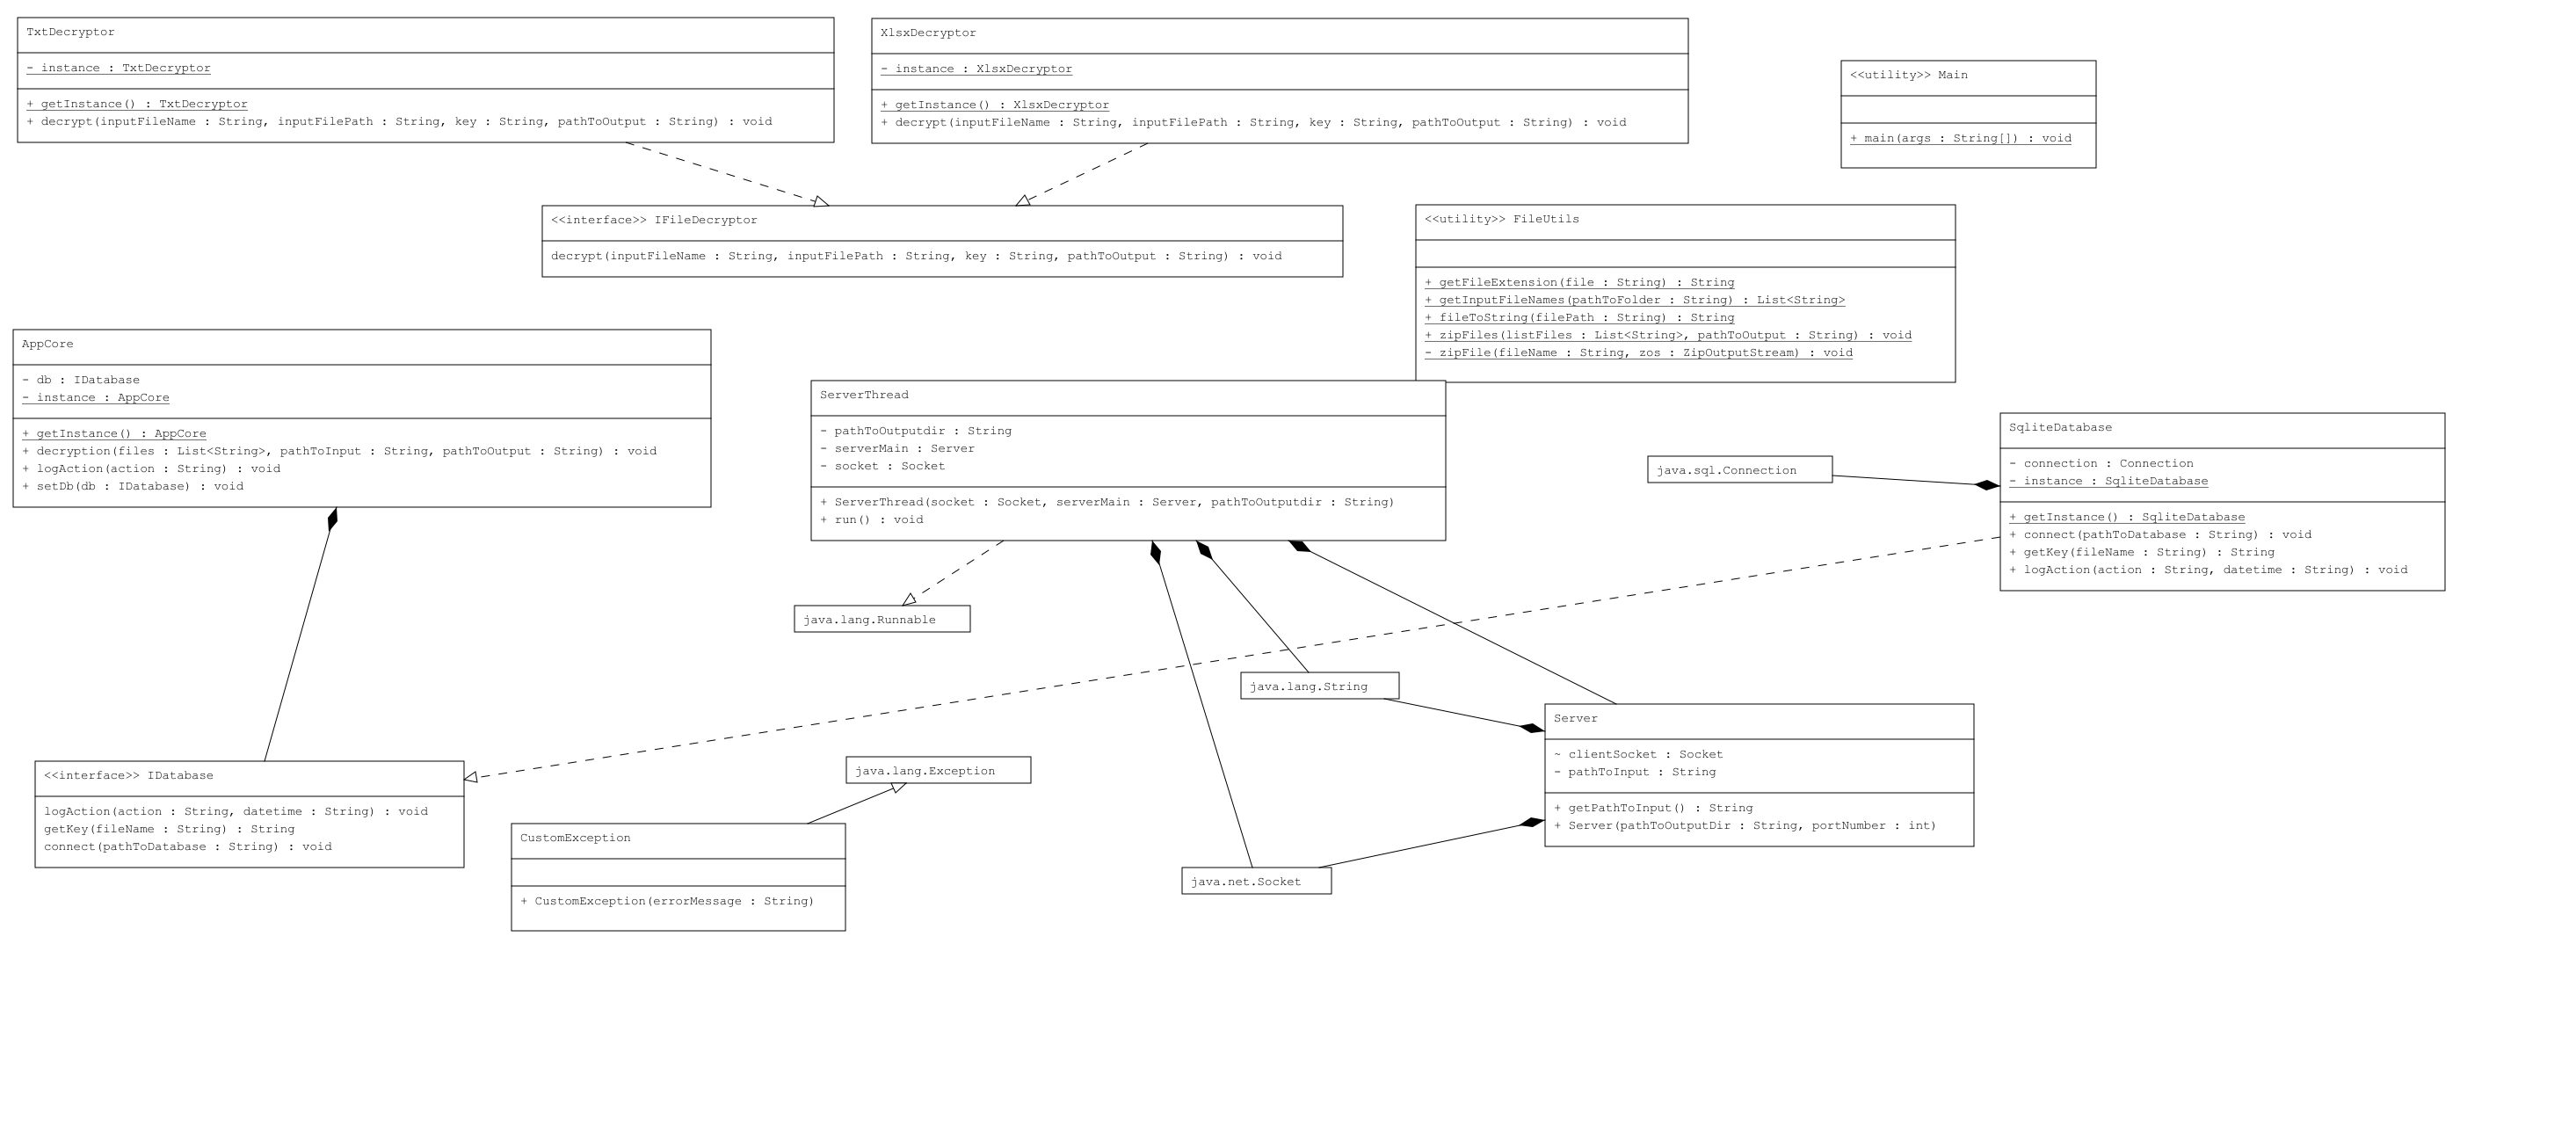 TxtDecryptor
- instance : TxtDecryptor
+ getInstance() : TxtDecryptor
+ decrypt(inputFileName : String, inputFilePath : String, key : String, pathToOutput : String) : void
XlsxDecryptor
- instance : XlsxDecryptor
+ getInstance() : XlsxDecryptor
+ decrypt(inputFileName : String, inputFilePath : String, key : String, pathToOutput : String) : void
<<utility>> Main
+ main(args : String[]) : void
<<interface>> IFileDecryptor
decrypt(inputFileName : String, inputFilePath : String, key : String, pathToOutput : String) : void
<<utility>> FileUtils
+ getFileExtension(file : String) : String
+ getInputFileNames(pathToFolder : String) : List<String>
+ fileToString(filePath : String) : String
+ zipFiles(listFiles : List<String>, pathToOutput : String) : void
- zipFile(fileName : String, zos : ZipOutputStream) : void
AppCore
- db : IDatabase
- instance : AppCore
+ getInstance() : AppCore
+ decryption(files : List<String>, pathToInput : String, pathToOutput : String) : void
+ logAction(action : String) : void
+ setDb(db : IDatabase) : void
ServerThread
- pathToOutputdir : String
- serverMain : Server
- socket : Socket
+ ServerThread(socket : Socket, serverMain : Server, pathToOutputdir : String)
+ run() : void
java.sql.Connection
SqliteDatabase
- connection : Connection
- instance : SqliteDatabase
+ getInstance() : SqliteDatabase
+ connect(pathToDatabase : String) : void
+ getKey(fileName : String) : String
+ logAction(action : String, datetime : String) : void
java.lang.Runnable
java.lang.String
Server
~ clientSocket : Socket
- pathToInput : String
+ getPathToInput() : String
+ Server(pathToOutputDir : String, portNumber : int)
<<interface>> IDatabase
logAction(action : String, datetime : String) : void
getKey(fileName : String) : String
connect(pathToDatabase : String) : void
java.lang.Exception
CustomException
+ CustomException(errorMessage : String)
java.net.Socket